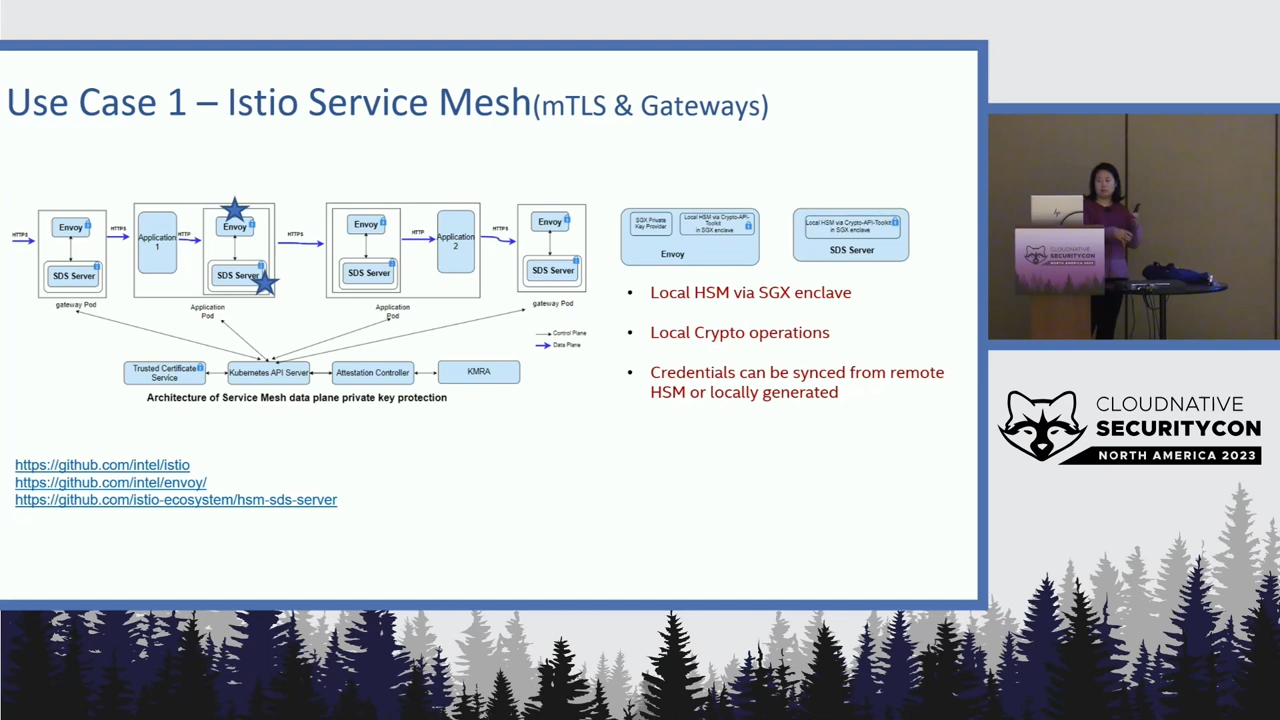 Use Case 1 – Istio Service Mesh(mTLS & Gateways)
HTTPS
Envoy
SDS Server
gateway Pod
HTTPS
Application
1
HTTP
Envoy
SDS Server
Application
Pod
HTTPS
Envoy
SDS Server
Application
Pod
HTTP
Application
2
HTTPS
Envoy
SDS Server
gateway Pod
Control Plane
Data Plane
Trusted Certificate
Service
Kubernetes API Server
Attestation Controller
KMRA
Architecture of Service Mesh data plane private key protection
SGX Private
Key Provider
Local HSM via Crypto-API-
Toolkit
in SGX enclave
Envoy
Local HSM via Crypto-API-Toolkit
in SGX enclave
SDS Server
• Local HSM via SGX enclave
• Local Crypto operations
• Credentials can be synced from remote
HSM or locally generated
https://github.com/intel/istio
https://github.com/intel/envoy/
https://github.com/istio-ecosystem/hsm-sds-server
hp
CLOUDNATIVE
SECURITYCON
NORTH AMERICA 2023
CLOUDNATIVE
SECURITYCON
NORTH AMERICA 2023